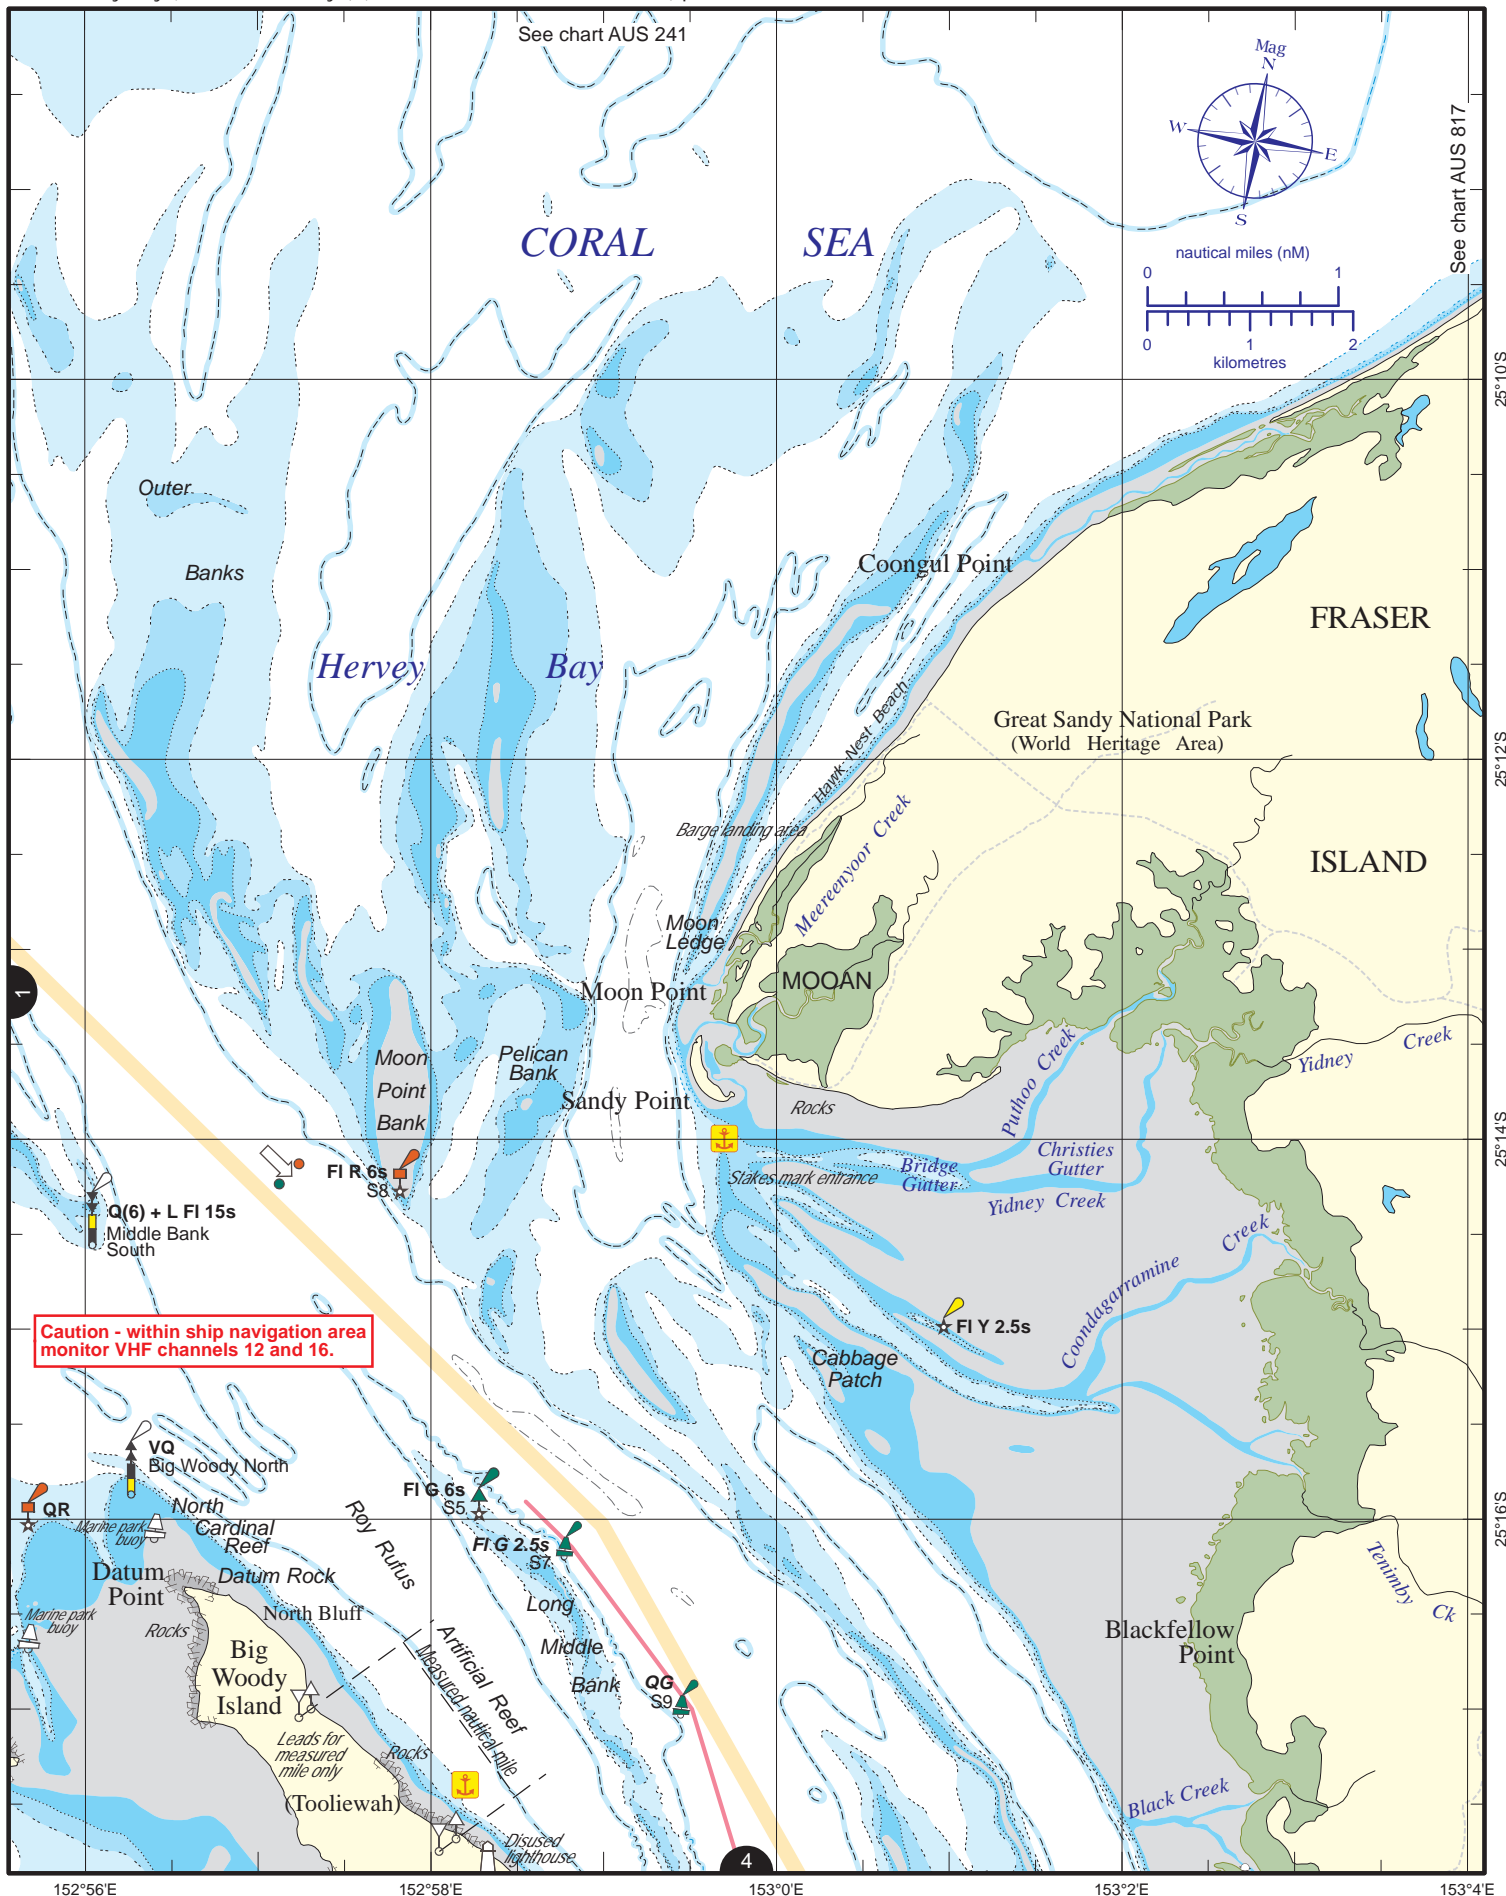 See chart AUS 241
Mag
N
W
E
S
See chart AUS 817
CORAL SEA
nautical miles (nM)
0 1
0 1 2
kilometres
25°10'S
Outer
Banks
Coongul Point
FRASER
Hervey Bay
Hawk Nest Beach
Great Sandy National Park
(World Heritage Area)
25°12'S
Barge landing area
Meereenyoor Creek
ISLAND
Moon
Ledge
MOOAN
Moon Point
1
Moon
Point
Bank
Pelican
Bank
Sandy Point
Rocks
Puthoo Creek
Yidney Creek
25°14'S
Christies
Gutter
Bridge
Gutter
Stakes mark entrance
Yidney Creek
Fl R 6s
S8
Q(6) + L Fl 15s
Middle Bank
South
Coondagarramine Creek
Caution - within ship navigation area
monitor VHF channels 12 and 16.
Fl Y 2.5s
Cabbage
Patch
VQ
Big Woody North
QR
North
Cardinal
Reef
Marine park
buoy
Fl G 6s
S5
Fl G 2.5s
S7
25°16'S
Roy Rufus
Artificial Reef
Datum
Point
Datum Rock
North Bluff
Marine park
buoy
Rocks
Big
Woody
Island
Long
Middle
Bank
Measured nautical mile
QG
S9
Tenimby Ck
Blackfellow
Point
Leads for
measured
mile only
Rocks
(Tooliewah)
Disused
lighthouse
Black Creek
4
152°56'E
152°58'E
153°0'E
153°2'E
153°4'E